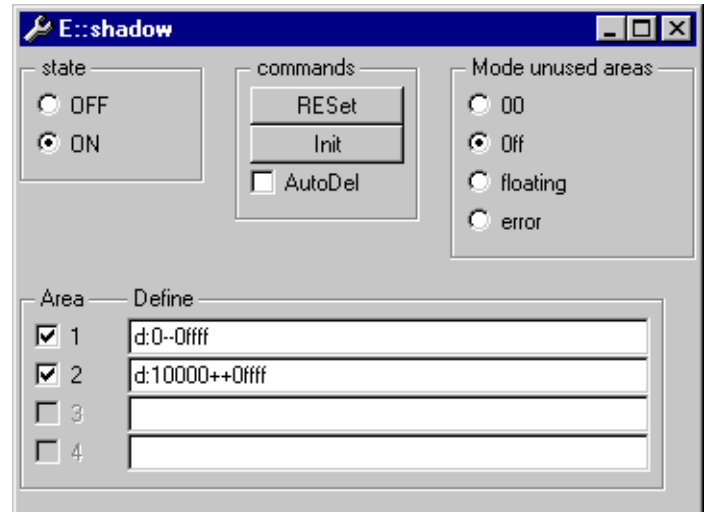 E::shadow
state
OFF
ON
commands
RESet
Init
AutoDel
Mode unused areas
00
0ff
floating
error
Area Define
1 d:0--0ffff
2 d:10000++0ffff
3
4